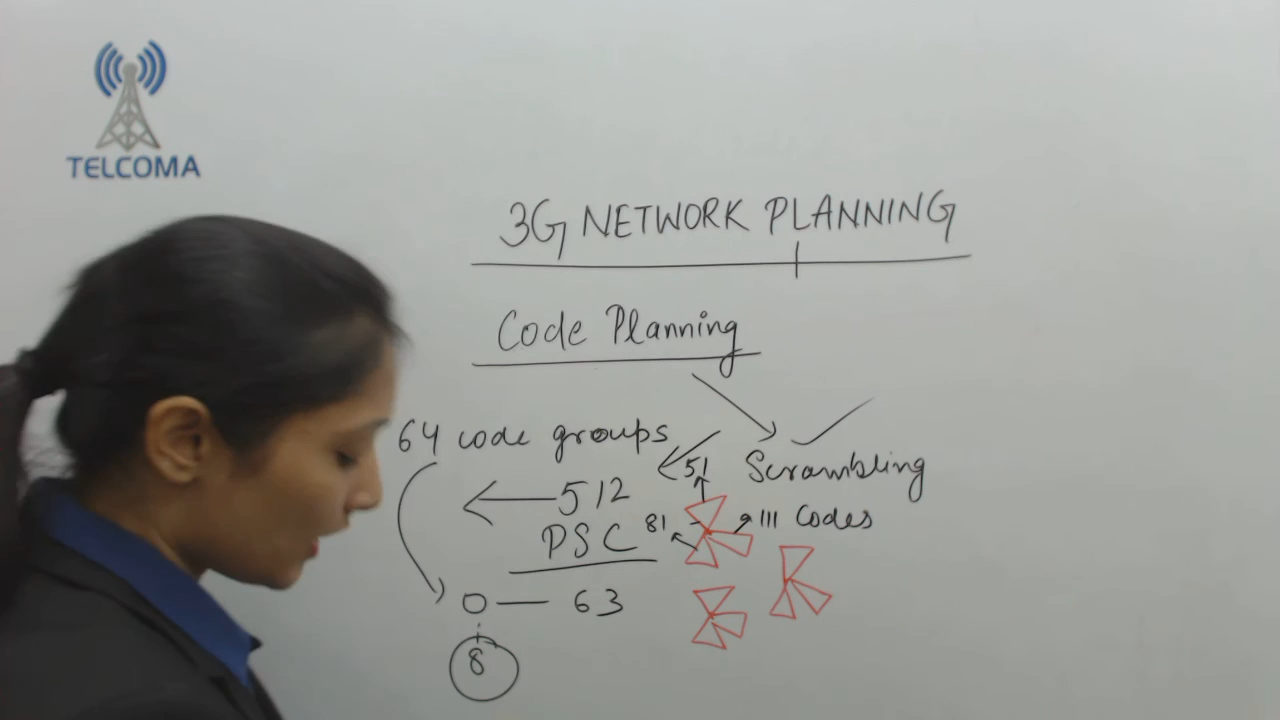 TELCOMA
3G NETWORK PLANNING
Code Planning
64 code groups
51 Scrambling
512
81 111 Codes
PSC
0 — 63
8